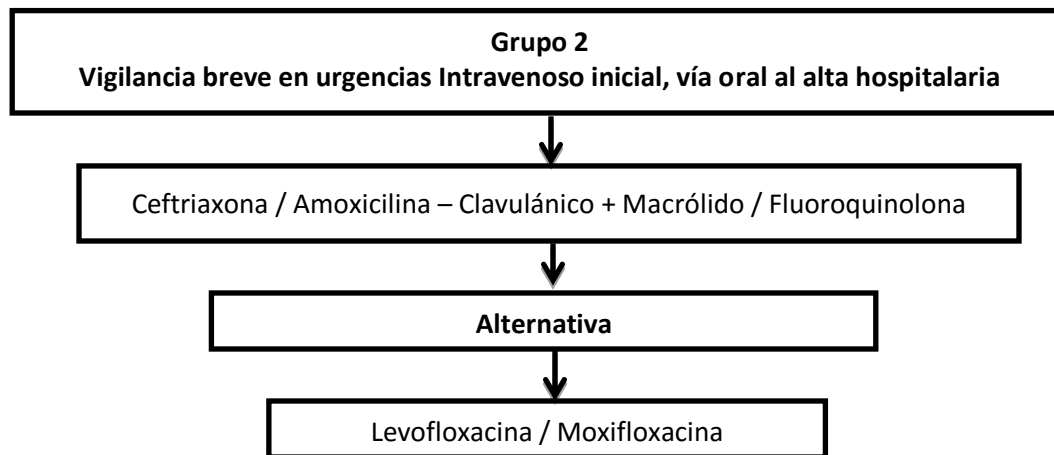 Grupo 2
Vigilancia breve en urgencias Intravenoso inicial, vía oral al alta hospitalaria
Ceftriaxona / Amoxicilina – Clavulánico + Macrólido / Fluoroquinolona
Alternativa
Levofloxacina / Moxifloxacina